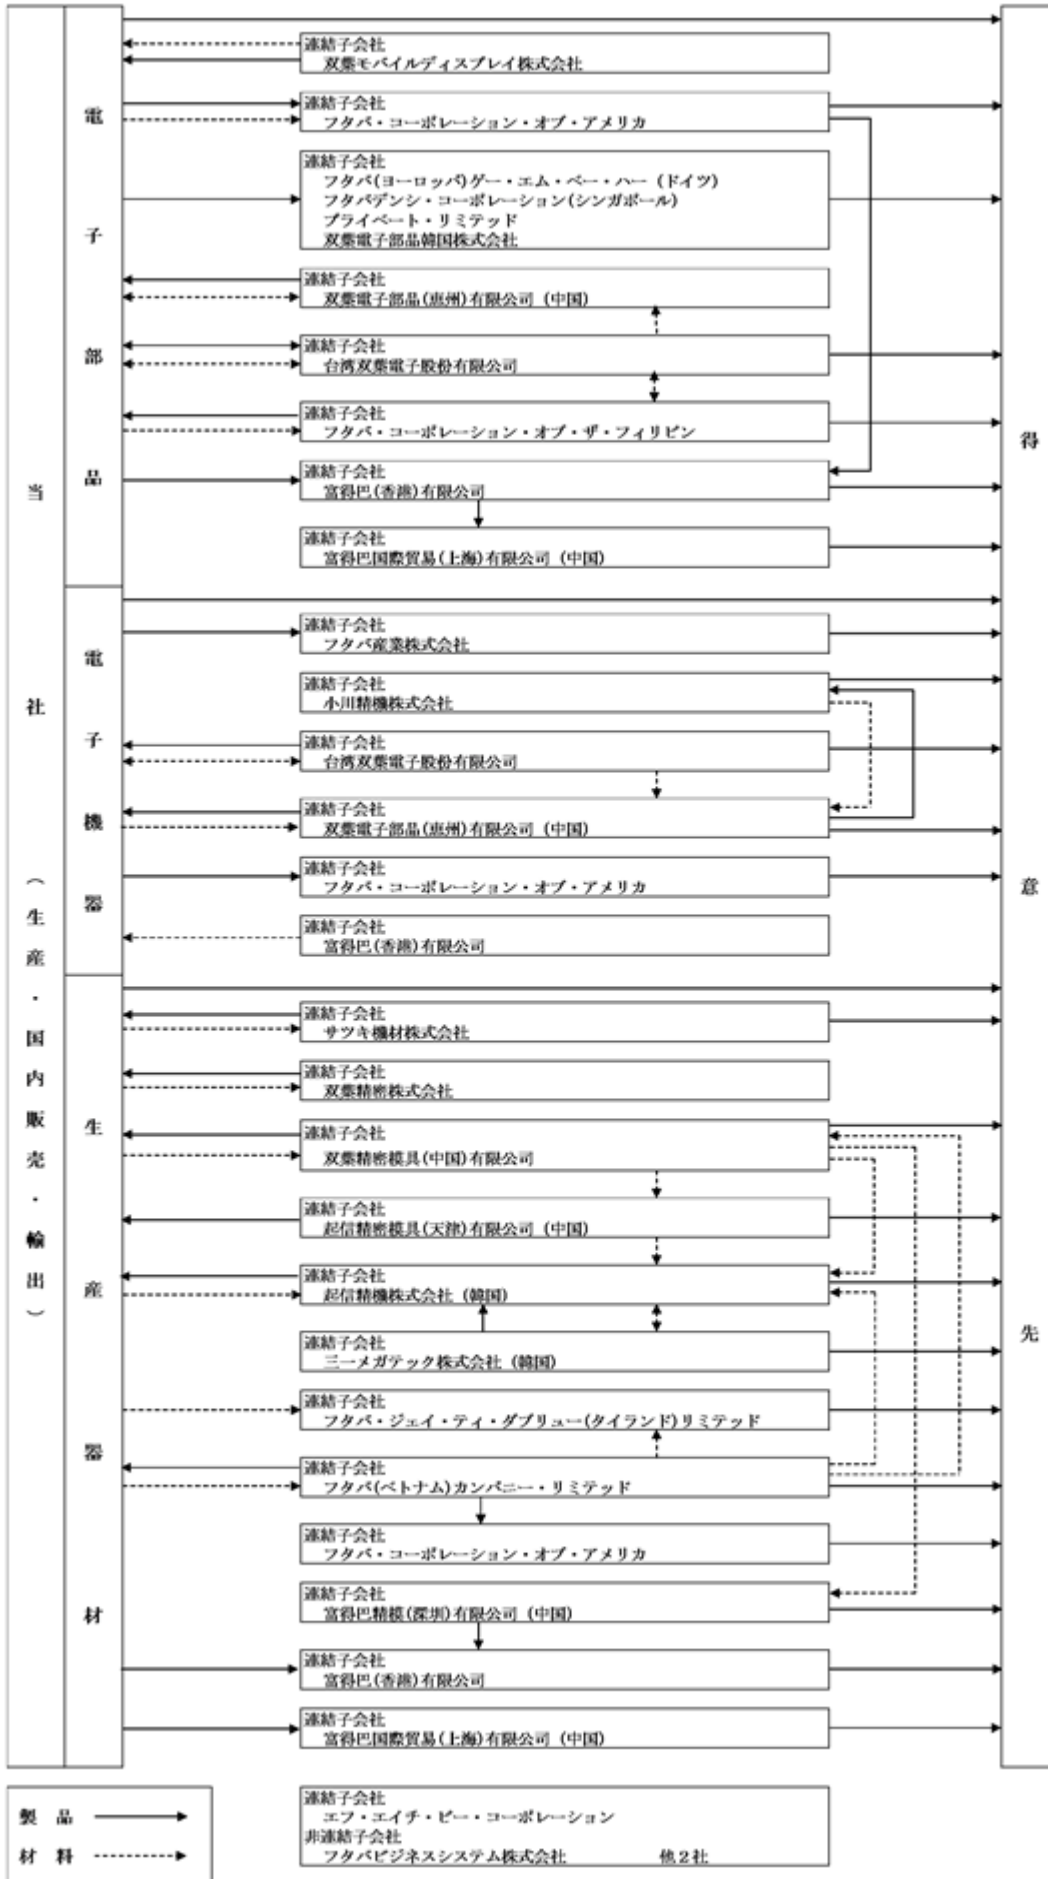 当社（生産・国内販売・輸出）
得意先
電子部品
連結子会社
双葉モバイルディスプレイ株式会社
連結子会社
フタバ・コーポレーション・オブ・アメリカ
連結子会社
フタバ(ヨーロッパ)ゲー・エム・ベー・ハー（ドイツ）
フタバデンシ・コーポレーション(シンガポール)
プライベート・リミテッド
双葉電子部品韓国株式会社
連結子会社
双葉電子部品(恵州)有限公司（中国）
連結子会社
台湾双葉電子股份有限公司
連結子会社
フタバ・コーポレーション・オブ・ザ・フィリピン
連結子会社
富得巴(香港)有限公司
連結子会社
富得巴国際貿易(上海)有限公司（中国）
電子機器
連結子会社
フタバ産業株式会社
連結子会社
小川精機株式会社
連結子会社
台湾双葉電子股份有限公司
連結子会社
双葉電子部品(恵州)有限公司（中国）
連結子会社
フタバ・コーポレーション・オブ・アメリカ
連結子会社
富得巴(香港)有限公司
生産器材
連結子会社
サツキ機材株式会社
連結子会社
双葉精密株式会社
連結子会社
双葉精密模具(中国)有限公司
連結子会社
起信精密模具(天津)有限公司（中国）
連結子会社
起信精機株式会社（韓国）
連結子会社
三一メガテック株式会社（韓国）
連結子会社
フタバ・ジェイ・ティ・ダブリュー(タイランド)リミテッド
連結子会社
フタバ(ベトナム)カンパニー・リミテッド
連結子会社
フタバ・コーポレーション・オブ・アメリカ
連結子会社
富得巴精模(深圳)有限公司（中国）
連結子会社
富得巴(香港)有限公司
連結子会社
富得巴国際貿易(上海)有限公司（中国）
製品
材料
連結子会社
エフ・エイチ・ピー・コーポレーション
非連結子会社
フタバビジネスシステム株式会社 他２社